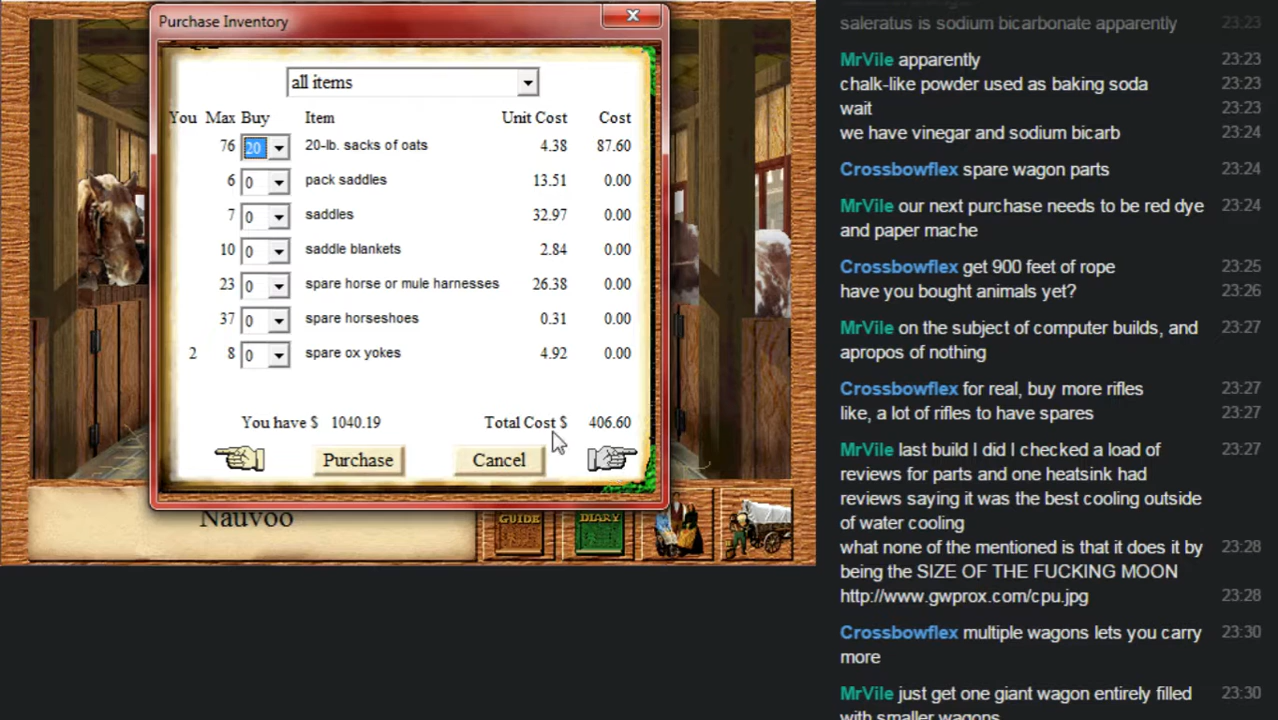 Purchase Inventory
all items
You Max Buy Item Unit Cost Cost
76 20 20-lb. sacks of oats 4.38 87.60
6 0 pack saddles 13.51 0.00
7 0 saddles 32.97 0.00
10 0 saddle blankets 2.84 0.00
23 0 spare horse or mule harnesses 26.38 0.00
37 0 spare horseshoes 0.31 0.00
2 8 0 spare ox yokes 4.92 0.00
You have $ 1040.19 Total Cost $ 406.60
Purchase Cancel
Nauvoo
GUIDE DIARY
saleratus is sodium bicarbonate apparently 23:23
MrVile apparently 23:23
chalk-like powder used as baking soda 23:23
wait 23:23
we have vinegar and sodium bicarb 23:24
Crossbowflex spare wagon parts 23:24
MrVile our next purchase needs to be red dye 23:24
and paper mache
Crossbowflex get 900 feet of rope 23:25
have you bought animals yet? 23:26
MrVile on the subject of computer builds, and 23:27
apropos of nothing
Crossbowflex for real, buy more rifles 23:27
like, a lot of rifles to have spares 23:27
MrVile last build I did I checked a load of 23:27
reviews for parts and one heatsink had
reviews saying it was the best cooling outside
of water cooling
what none of the mentioned is that it does it by 23:28
being the SIZE OF THE FUCKING MOON
http://www.gwprox.com/cpu.jpg 23:28
Crossbowflex multiple wagons lets you carry 23:30
more
MrVile just get one giant wagon entirely filled 23:30
with smaller wagons